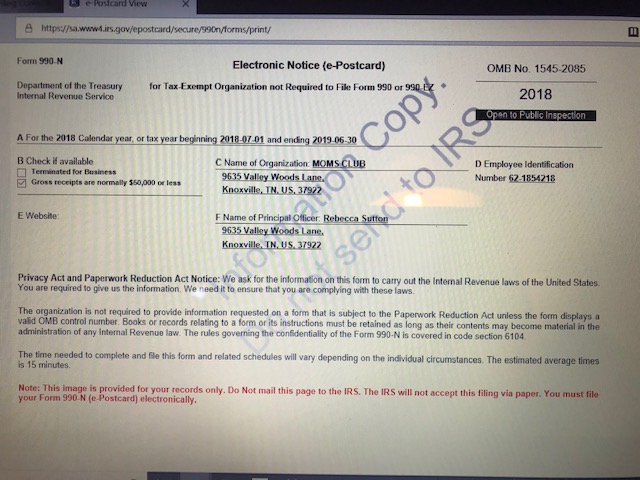 e-Postcard View
https://sa.www4.irs.gov/epostcard/secure/990n/forms/print/
Form 990-N
Electronic Notice (e-Postcard)
OMB No. 1545-2085
Department of the Treasury
Internal Revenue Service
for Tax-Exempt Organization not Required to File Form 990 or 990-EZ
2018
Open to Public Inspection
A For the 2018 Calendar year, or tax year beginning 2018-07-01 and ending 2019-06-30
B Check if available
Terminated for Business
Gross receipts are normally $50,000 or less
C Name of Organization: MOMS CLUB
9635 Valley Woods Lane,
Knoxville, TN, US, 37922
D Employee Identification
Number 62-1854218
E Website:
F Name of Principal Officer: Rebecca Sutton
9635 Valley Woods Lane,
Knoxville, TN, US, 37922
Information Copy.
Do not send to IRS.
Privacy Act and Paperwork Reduction Act Notice: We ask for the information on this form to carry out the Internal Revenue laws of the United States.
You are required to give us the information. We need it to ensure that you are complying with these laws.
The organization is not required to provide information requested on a form that is subject to the Paperwork Reduction Act unless the form displays a
valid OMB control number. Books or records relating to a form or its instructions must be retained as long as their contents may become material in the
administration of any Internal Revenue law. The rules governing the confidentiality of the Form 990-N is covered in code section 6104.
The time needed to complete and file this form and related schedules will vary depending on the individual circumstances. The estimated average times
is 15 minutes.
Note: This image is provided for your records only. Do Not mail this page to the IRS. The IRS will not accept this filing via paper. You must file
your Form 990-N (e-Postcard) electronically.